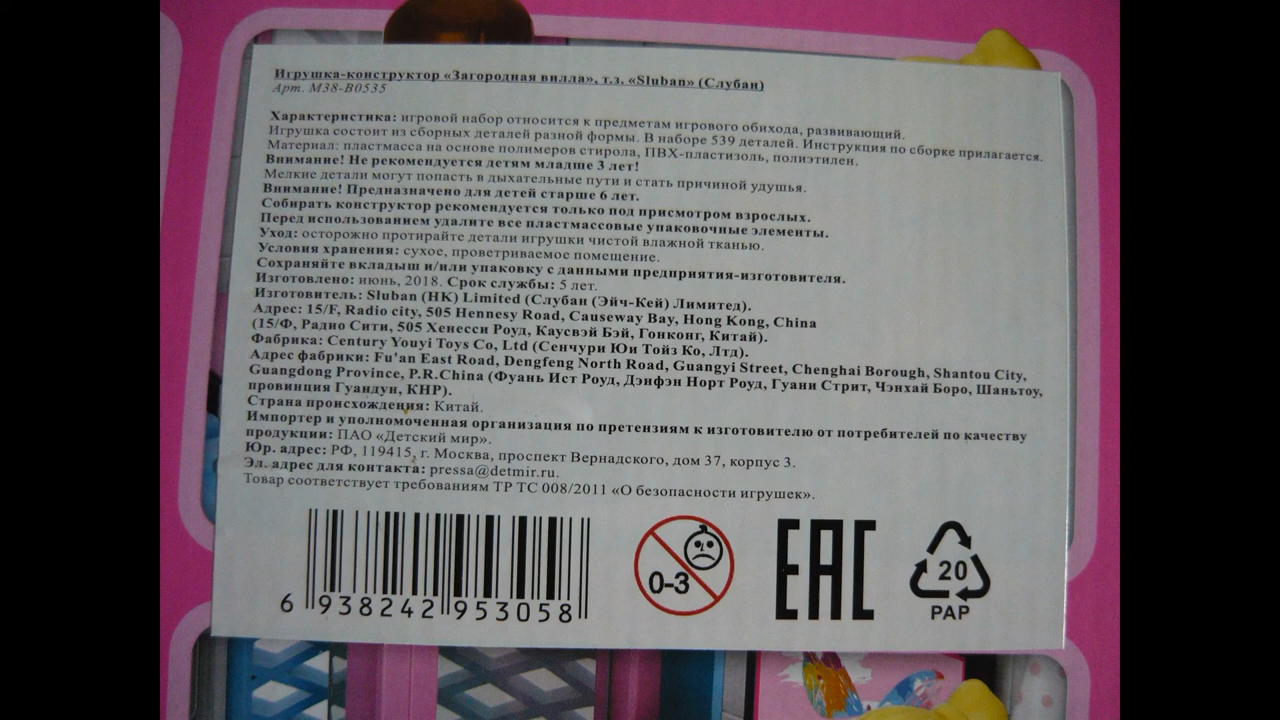 Игрушка-конструктор «Загородная вилла», т.з. «Sluban» (Слубан)
Арт. М38-В0535
Характеристика: игровой набор относится к предметам игрового обихода, развивающий.
Игрушка состоит из сборных деталей разной формы. В наборе 539 деталей. Инструкция по сборке прилагается.
Материал: пластмасса на основе полимеров стирола, ПВХ-пластизоль, полиэтилен.
Внимание! Не рекомендуется детям младше 3 лет!
Мелкие детали могут попасть в дыхательные пути и стать причиной удушья.
Внимание! Предназначено для детей старше 6 лет.
Собирать конструктор рекомендуется только под присмотром взрослых.
Перед использованием удалите все пластмассовые упаковочные элементы.
Уход: осторожно протирайте детали игрушки чистой влажной тканью.
Условия хранения: сухое, проветриваемое помещение.
Сохраняйте вкладыш и/или упаковку с данными предприятия-изготовителя.
Изготовлено: июнь, 2018. Срок службы: 5 лет.
Изготовитель: Sluban (HK) Limited (Слубан (Эйч-Кей) Лимитед).
Адрес: 15/F, Radio city, 505 Hennesy Road, Causeway Bay, Hong Kong, China
(15/Ф, Радио Сити, 505 Хенесси Роуд, Каусвэй Бэй, Гонконг, Китай).
Фабрика: Century Youyi Toys Co, Ltd (Сенчури Юи Тойз Ко, Лтд).
Адрес фабрики: Fu'an East Road, Dengfeng North Road, Guangyi Street, Chenghai Borough, Shantou City,
Guangdong Province, P.R.China (Фуань Ист Роуд, Дэнфэн Норт Роуд, Гуани Стрит, Чэнхай Боро, Шаньтоу,
провинция Гуандун, КНР).
Страна происхождения: Китай.
Импортер и уполномоченная организация по претензиям к изготовителю от потребителей по качеству
продукции: ПАО «Детский мир».
Юр. адрес: РФ, 119415, г. Москва, проспект Вернадского, дом 37, корпус 3.
Эл. адрес для контакта: pressa@detmir.ru.
Товар соответствует требованиям ТР ТС 008/2011 «О безопасности игрушек».
6 938242 953058
0-3
EAC
20
PAP